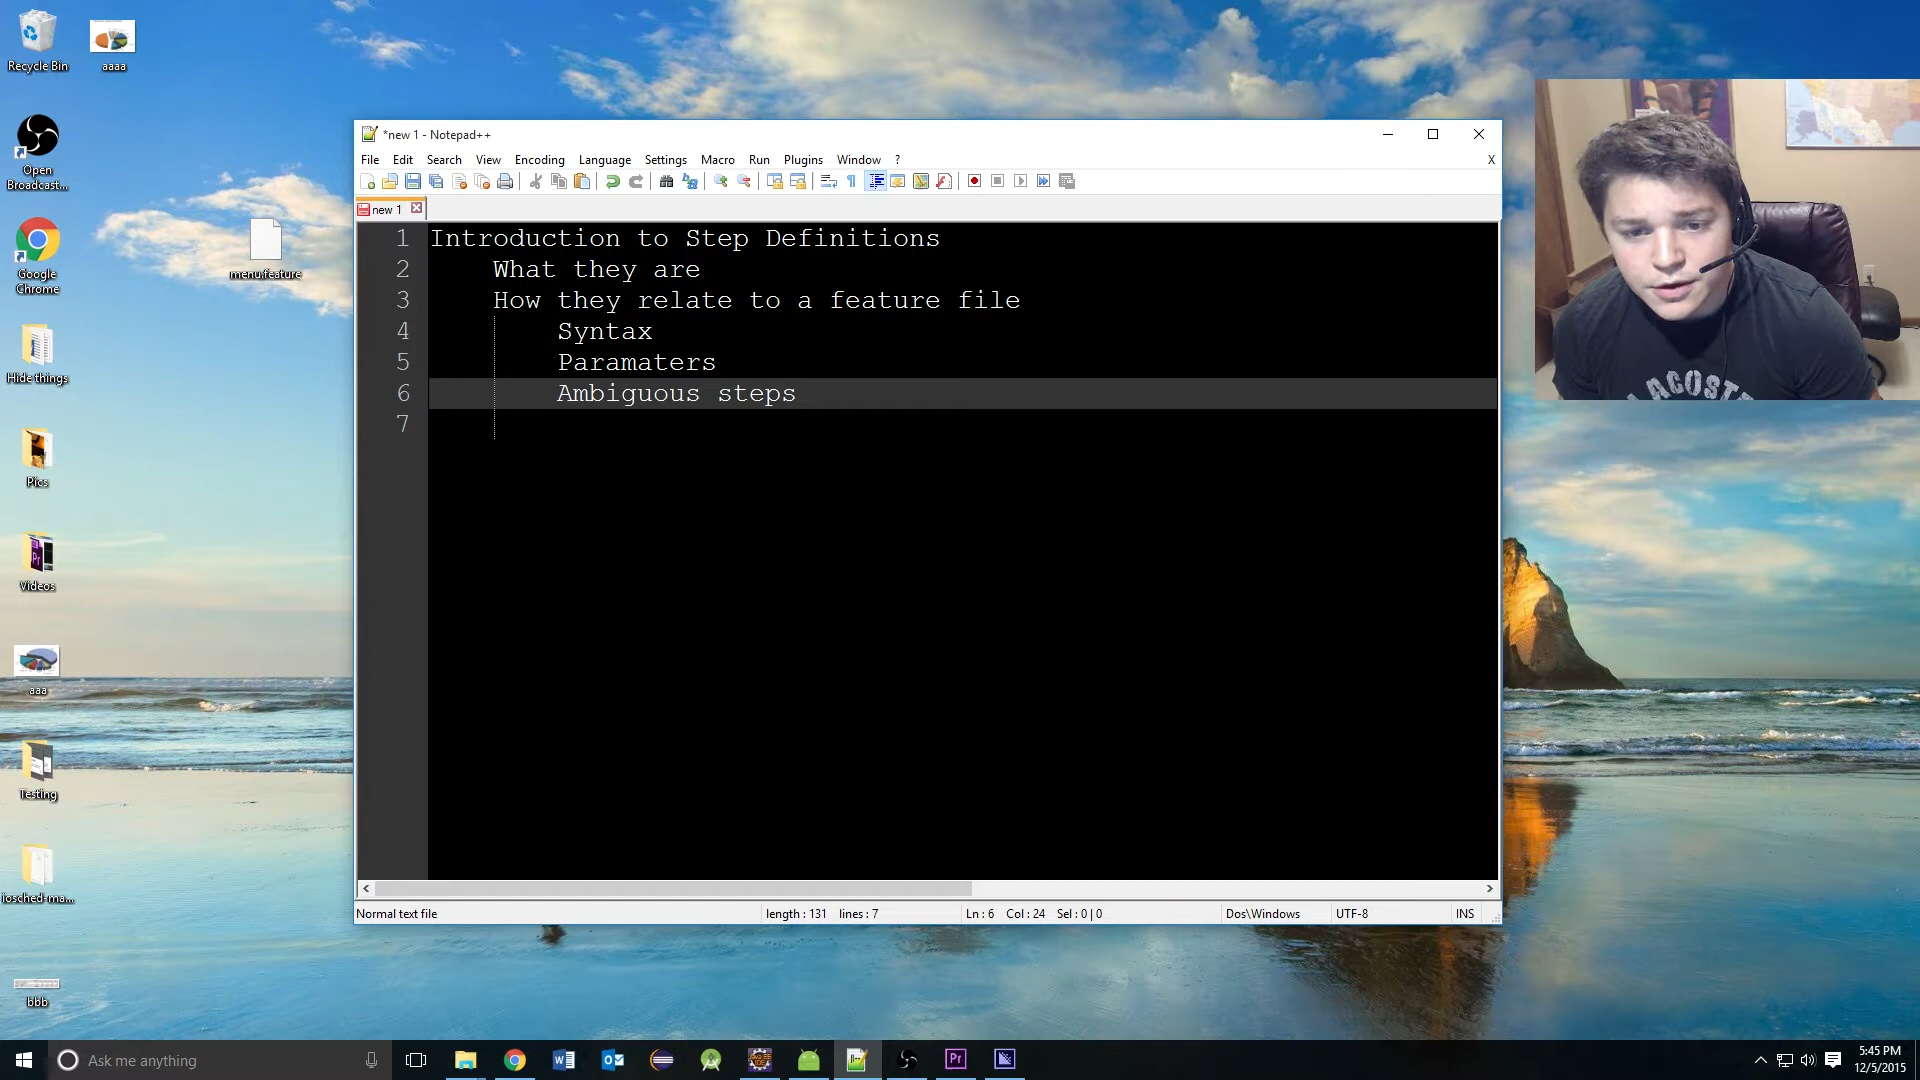 Recycle Bin
aaaa
Open
Broadcast...
Google
Chrome
Hide things
Pics
Videos
aaa
Testing
iosched-ma...
bbb
menu.feature
*new 1 - Notepad++
File Edit Search View Encoding Language Settings Macro Run Plugins Window ? X
new 1
1 Introduction to Step Definitions
2 What they are
3 How they relate to a feature file
4 Syntax
5 Paramaters
6 Ambiguous steps
7
Normal text file length : 131 lines : 7 Ln : 6 Col : 24 Sel : 0 | 0 Dos\Windows UTF-8 INS
LACOST
Ask me anything
5:45 PM
12/5/2015